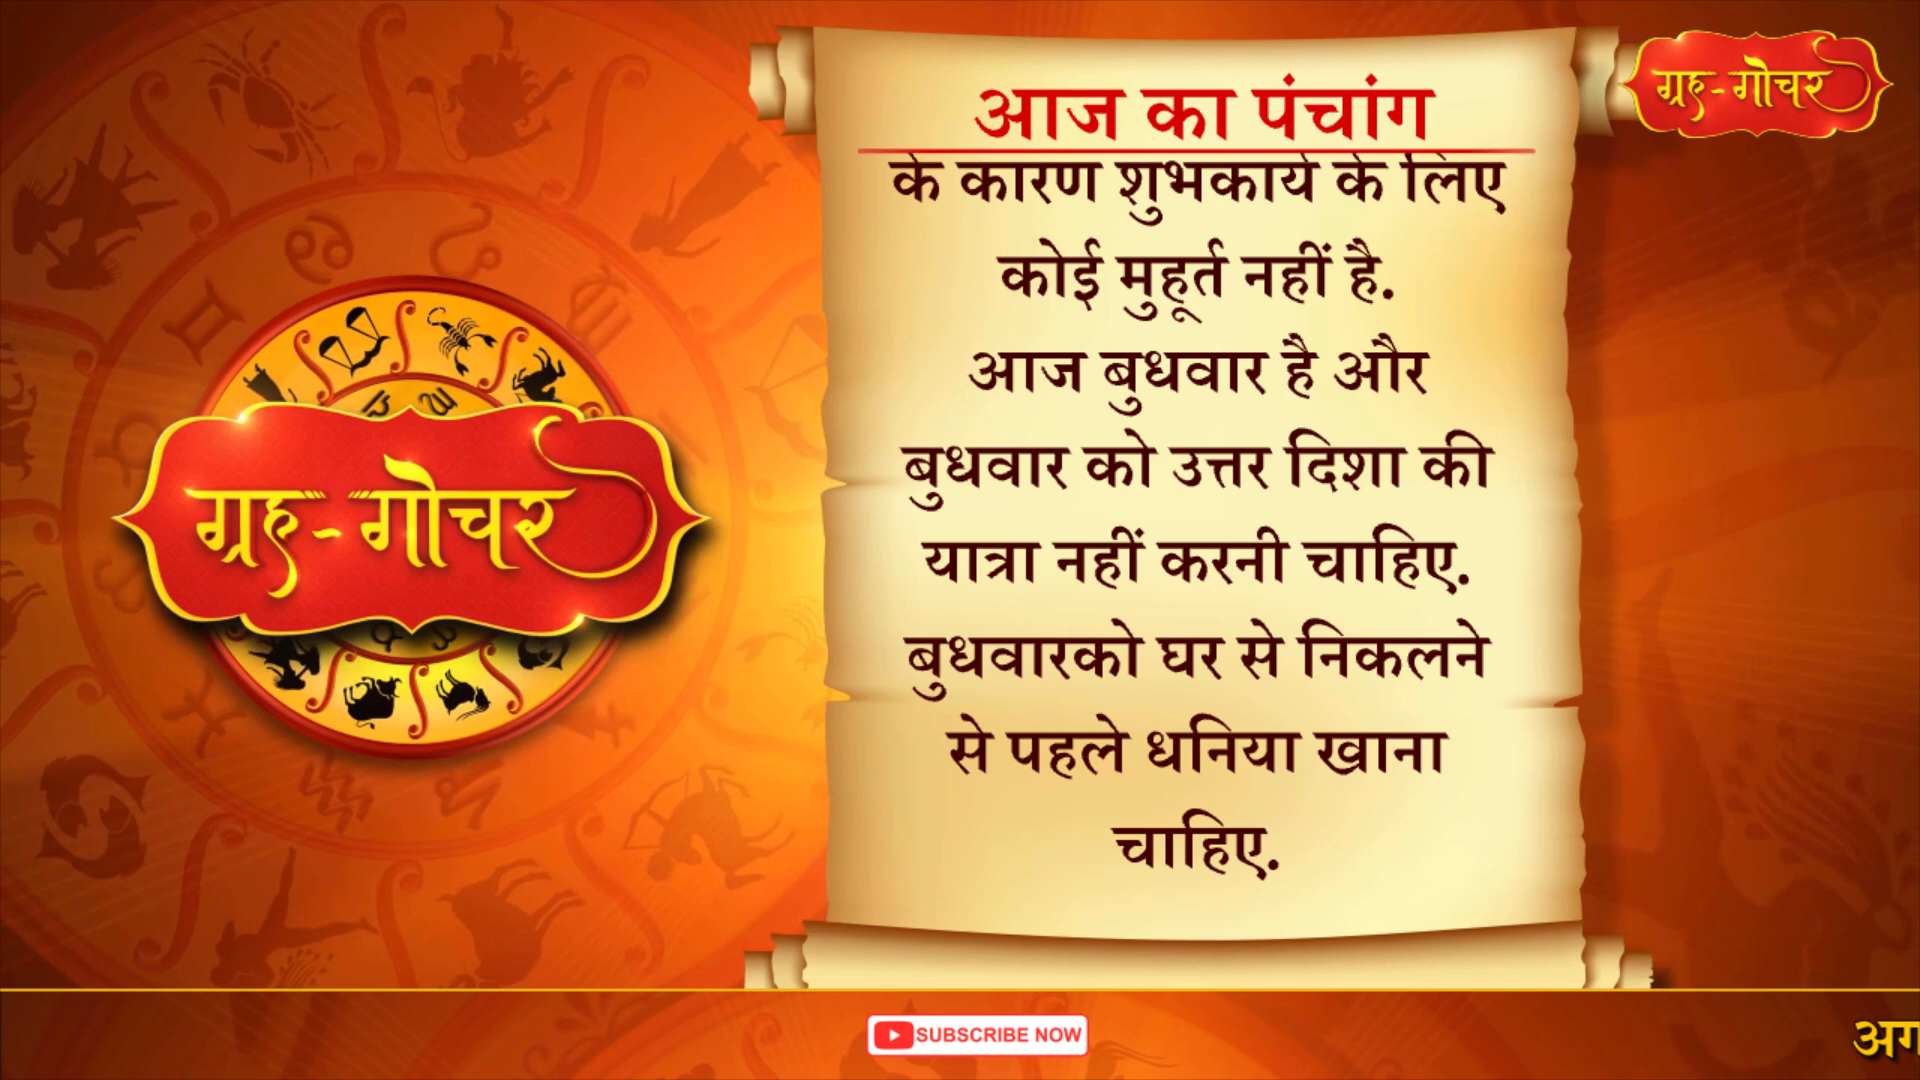 आज का पंचांग
ग्रह-गोचर
के कारण शुभकार्य के लिए
कोई मुहूर्त नहीं है.
आज बुधवार है और
बुधवार को उत्तर दिशा की
यात्रा नहीं करनी चाहिए.
बुधवारको घर से निकलने
से पहले धनिया खाना
चाहिए.
ग्रह-गोचर
SUBSCRIBE NOW